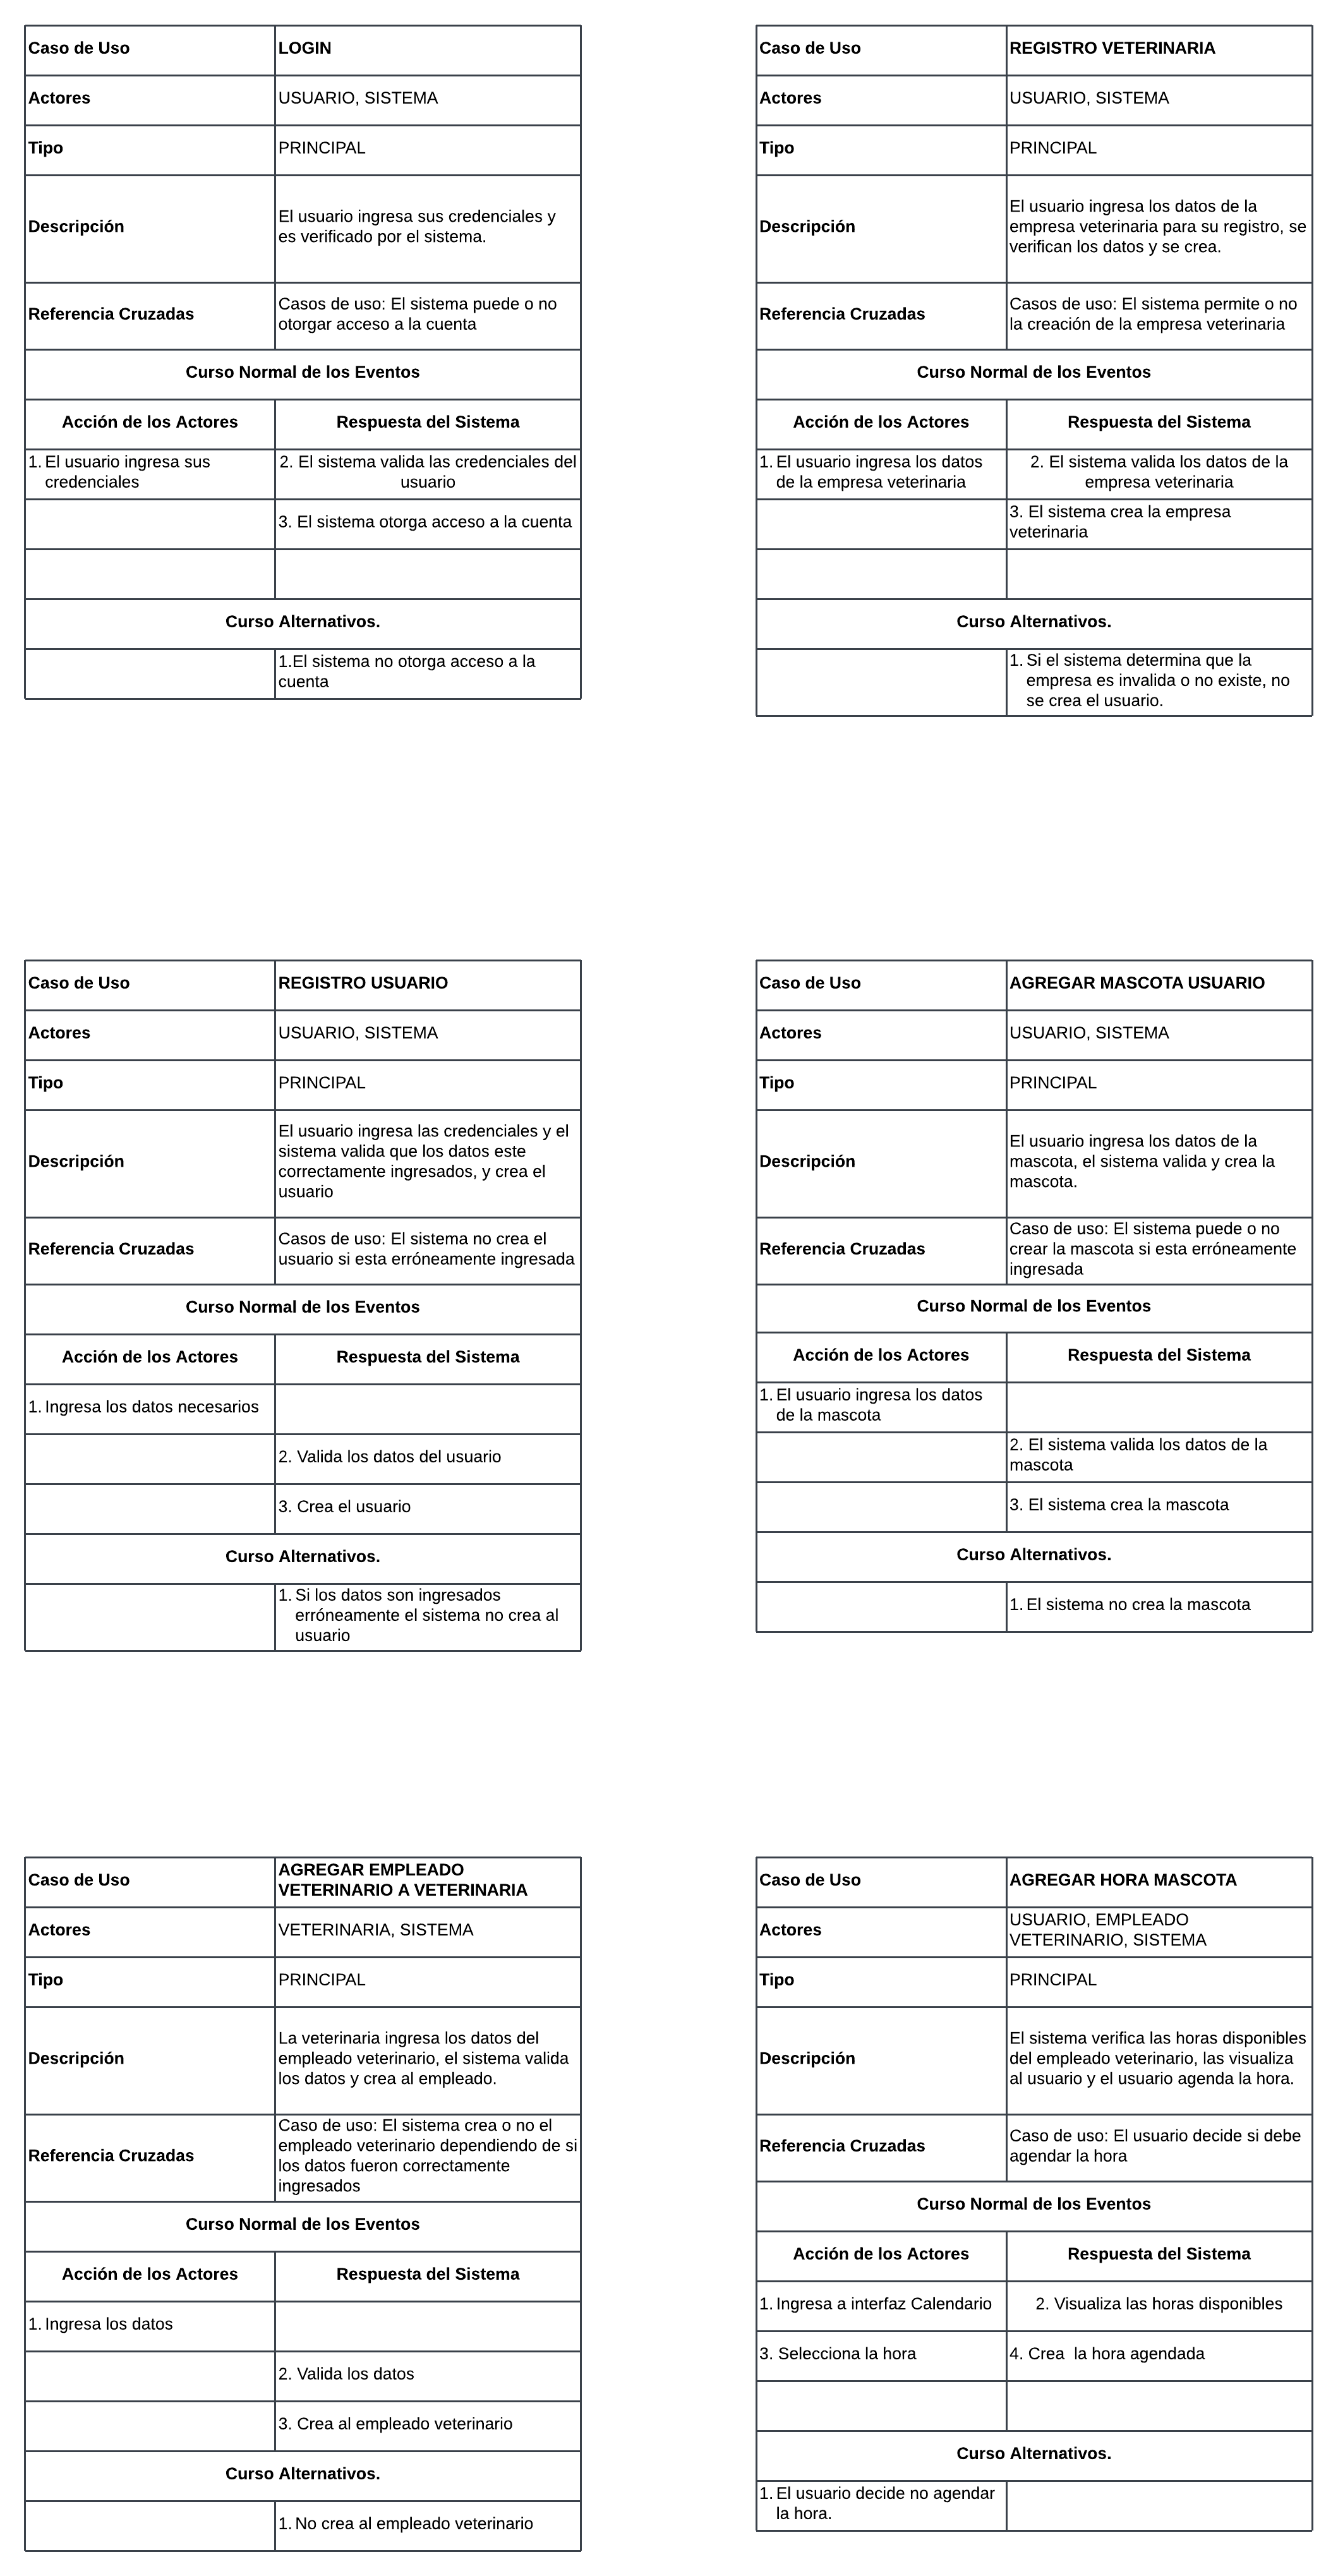 Caso de Uso
LOGIN
Actores
USUARIO, SISTEMA
Tipo
PRINCIPAL
Descripción
El usuario ingresa sus credenciales y
es verificado por el sistema.
Referencia Cruzadas
Casos de uso: El sistema puede o no
otorgar acceso a la cuenta
Curso Normal de los Eventos
Acción de los Actores
Respuesta del Sistema
1. El usuario ingresa sus
credenciales
2. El sistema valida las credenciales del
usuario
3. El sistema otorga acceso a la cuenta
Curso Alternativos.
1.El sistema no otorga acceso a la
cuenta
Caso de Uso
REGISTRO VETERINARIA
Actores
USUARIO, SISTEMA
Tipo
PRINCIPAL
Descripción
El usuario ingresa los datos de la
empresa veterinaria para su registro, se
verifican los datos y se crea.
Referencia Cruzadas
Casos de uso: El sistema permite o no
la creación de la empresa veterinaria
Curso Normal de los Eventos
Acción de los Actores
Respuesta del Sistema
1. El usuario ingresa los datos
de la empresa veterinaria
2. El sistema valida los datos de la
empresa veterinaria
3. El sistema crea la empresa
veterinaria
Curso Alternativos.
1. Si el sistema determina que la
empresa es invalida o no existe, no
se crea el usuario.
Caso de Uso
REGISTRO USUARIO
Actores
USUARIO, SISTEMA
Tipo
PRINCIPAL
Descripción
El usuario ingresa las credenciales y el
sistema valida que los datos este
correctamente ingresados, y crea el
usuario
Referencia Cruzadas
Casos de uso: El sistema no crea el
usuario si esta erróneamente ingresada
Curso Normal de los Eventos
Acción de los Actores
Respuesta del Sistema
1. Ingresa los datos necesarios
2. Valida los datos del usuario
3. Crea el usuario
Curso Alternativos.
1. Si los datos son ingresados
erróneamente el sistema no crea al
usuario
Caso de Uso
AGREGAR MASCOTA USUARIO
Actores
USUARIO, SISTEMA
Tipo
PRINCIPAL
Descripción
El usuario ingresa los datos de la
mascota, el sistema valida y crea la
mascota.
Referencia Cruzadas
Caso de uso: El sistema puede o no
crear la mascota si esta erróneamente
ingresada
Curso Normal de los Eventos
Acción de los Actores
Respuesta del Sistema
1. El usuario ingresa los datos
de la mascota
2. El sistema valida los datos de la
mascota
3. El sistema crea la mascota
Curso Alternativos.
1. El sistema no crea la mascota
Caso de Uso
AGREGAR EMPLEADO
VETERINARIO A VETERINARIA
Actores
VETERINARIA, SISTEMA
Tipo
PRINCIPAL
Descripción
La veterinaria ingresa los datos del
empleado veterinario, el sistema valida
los datos y crea al empleado.
Referencia Cruzadas
Caso de uso: El sistema crea o no el
empleado veterinario dependiendo de si
los datos fueron correctamente
ingresados
Curso Normal de los Eventos
Acción de los Actores
Respuesta del Sistema
1. Ingresa los datos
2. Valida los datos
3. Crea al empleado veterinario
Curso Alternativos.
1. No crea al empleado veterinario
Caso de Uso
AGREGAR HORA MASCOTA
Actores
USUARIO, EMPLEADO
VETERINARIO, SISTEMA
Tipo
PRINCIPAL
Descripción
El sistema verifica las horas disponibles
del empleado veterinario, las visualiza
al usuario y el usuario agenda la hora.
Referencia Cruzadas
Caso de uso: El usuario decide si debe
agendar la hora
Curso Normal de los Eventos
Acción de los Actores
Respuesta del Sistema
1. Ingresa a interfaz Calendario
2. Visualiza las horas disponibles
3. Selecciona la hora
4. Crea  la hora agendada
Curso Alternativos.
1. El usuario decide no agendar
la hora.